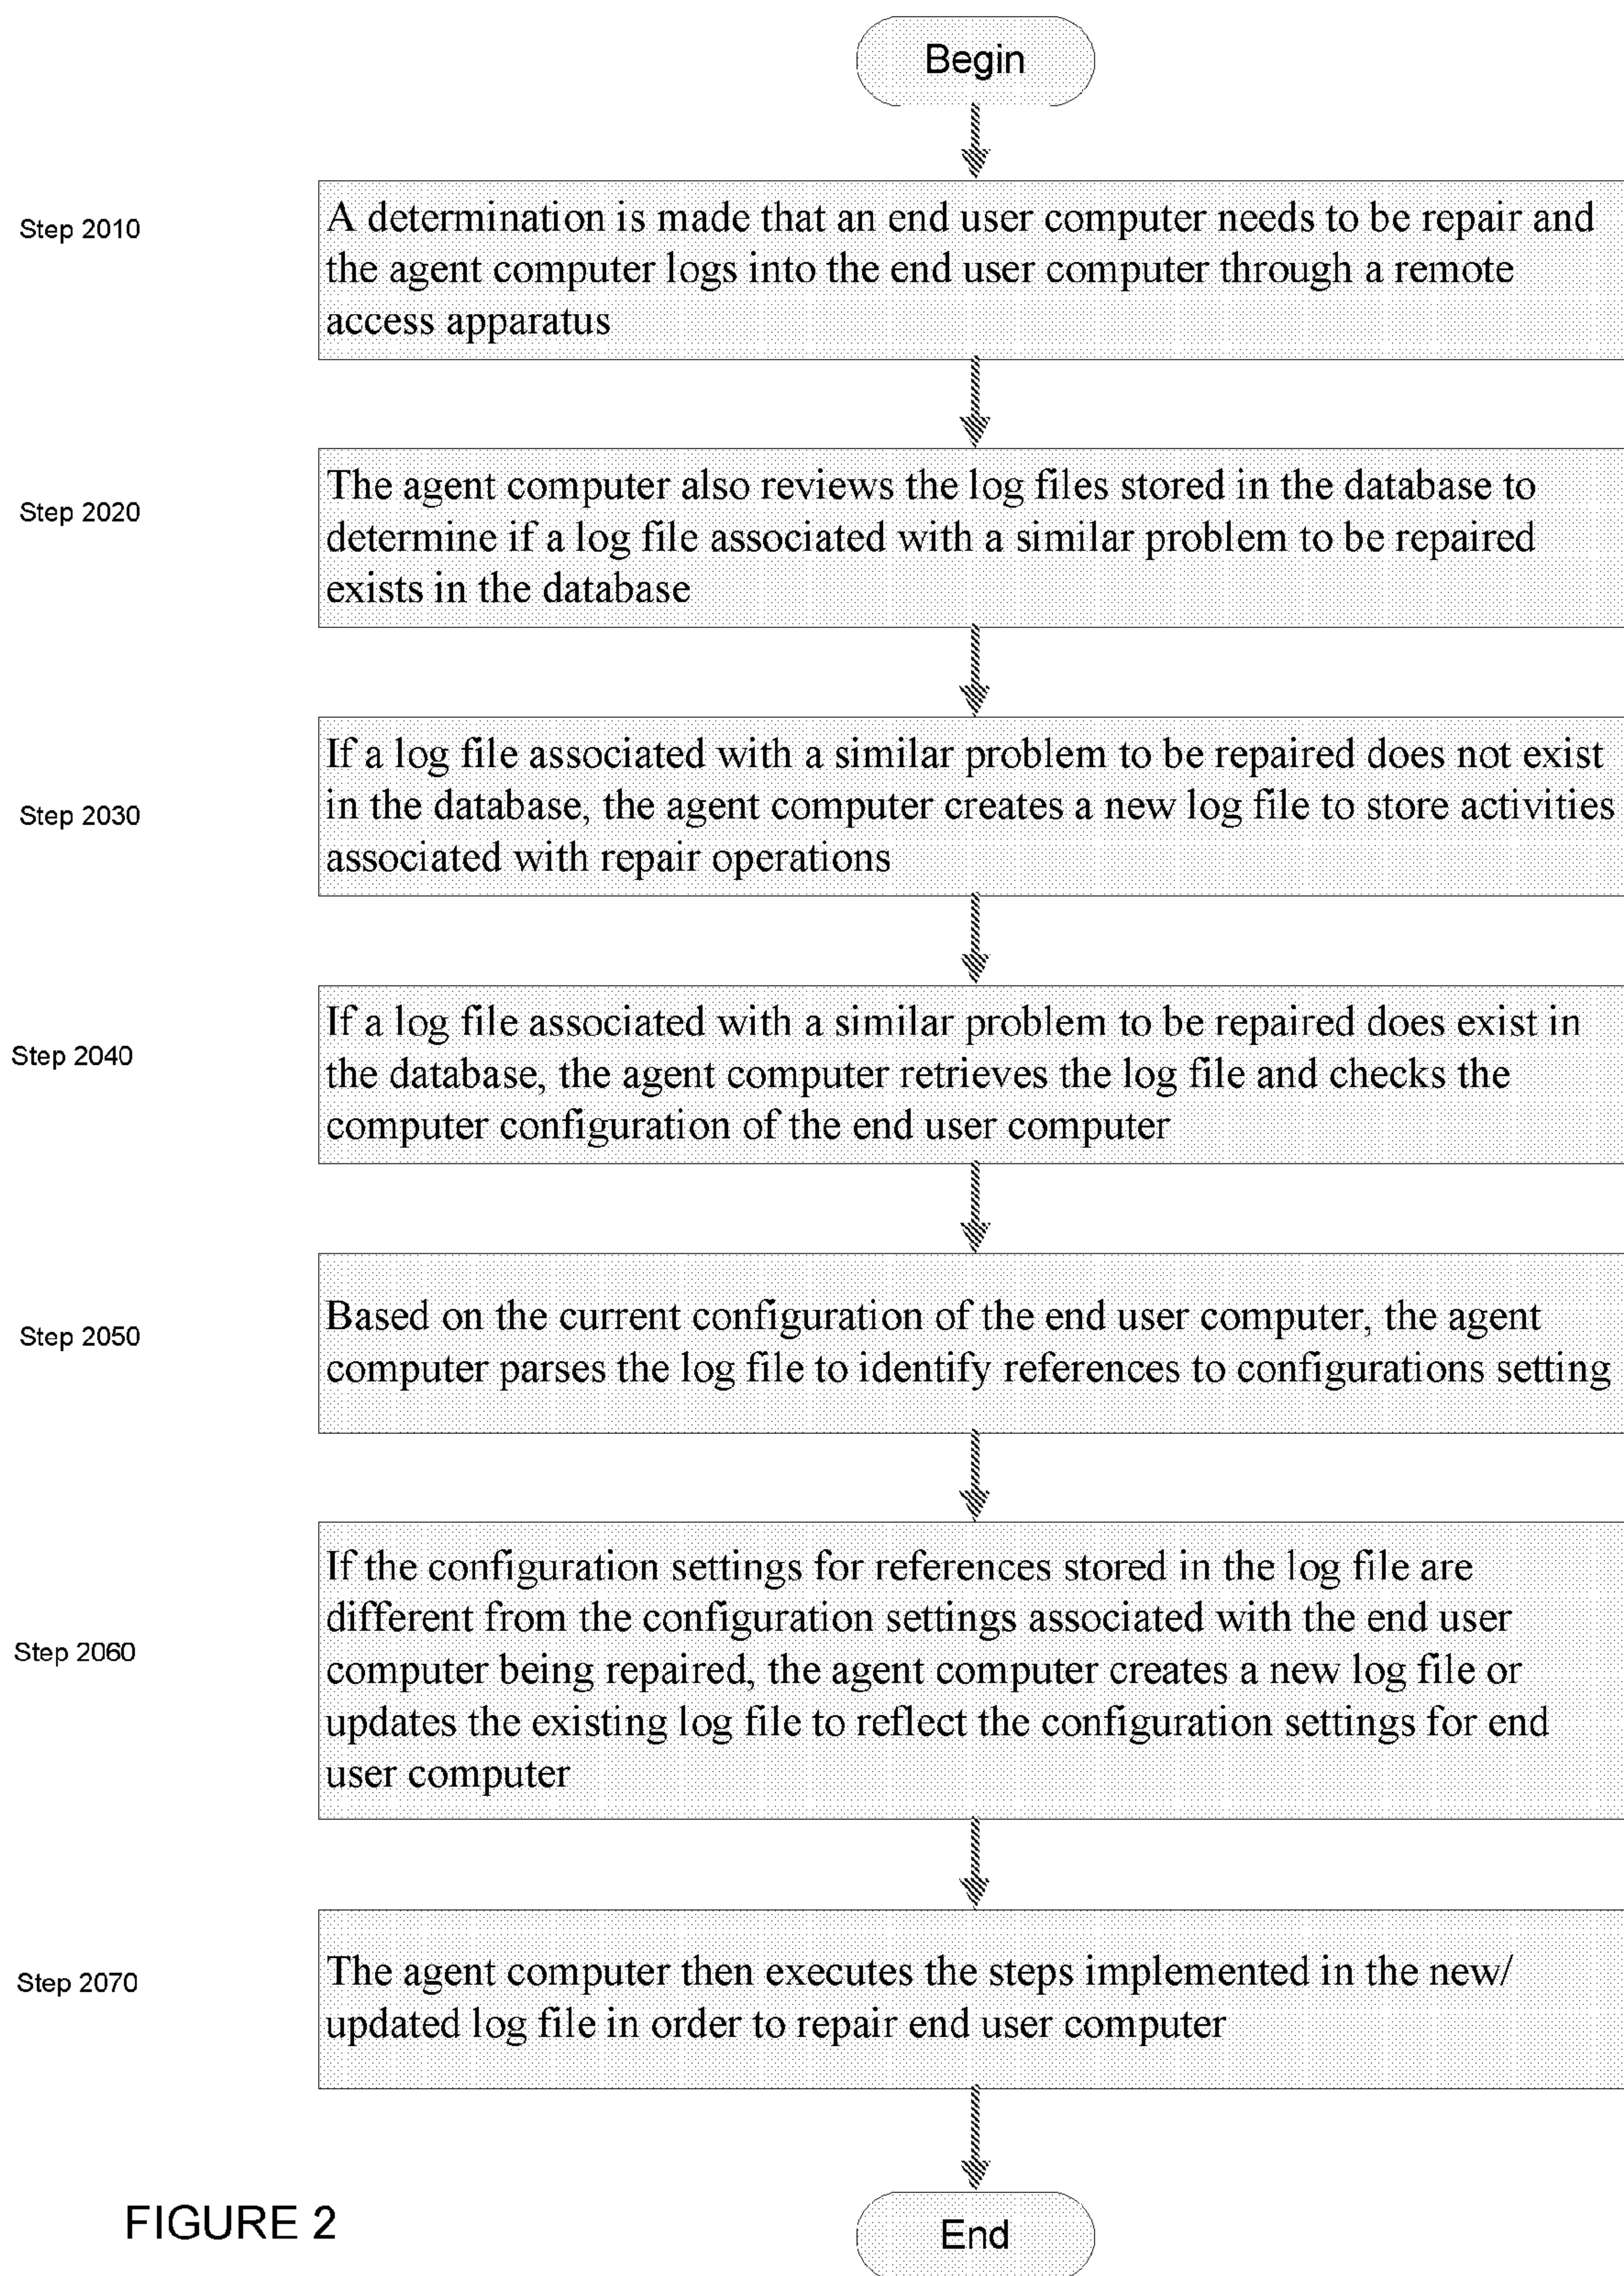 Begin
Step 2010
A determination is made that an end user computer needs to be repair and
the agent computer logs into the end user computer through a remote
access apparatus
Step 2020
The agent computer also reviews the log files stored in the database to
determine if a log file associated with a similar problem to be repaired
exists in the database
Step 2030
If a log file associated with a similar problem to be repaired does not exist
in the database, the agent computer creates a new log file to store activities
associated with repair operations
Step 2040
If a log file associated with a similar problem to be repaired does exist in
the database, the agent computer retrieves the log file and checks the
computer configuration of the end user computer
Step 2050
Based on the current configuration of the end user computer, the agent
computer parses the log file to identify references to configurations setting
Step 2060
If the configuration settings for references stored in the log file are
different from the configuration settings associated with the end user
computer being repaired, the agent computer creates a new log file or
updates the existing log file to reflect the configuration settings for end
user computer
Step 2070
The agent computer then executes the steps implemented in the new/
updated log file in order to repair end user computer
FIGURE 2
End